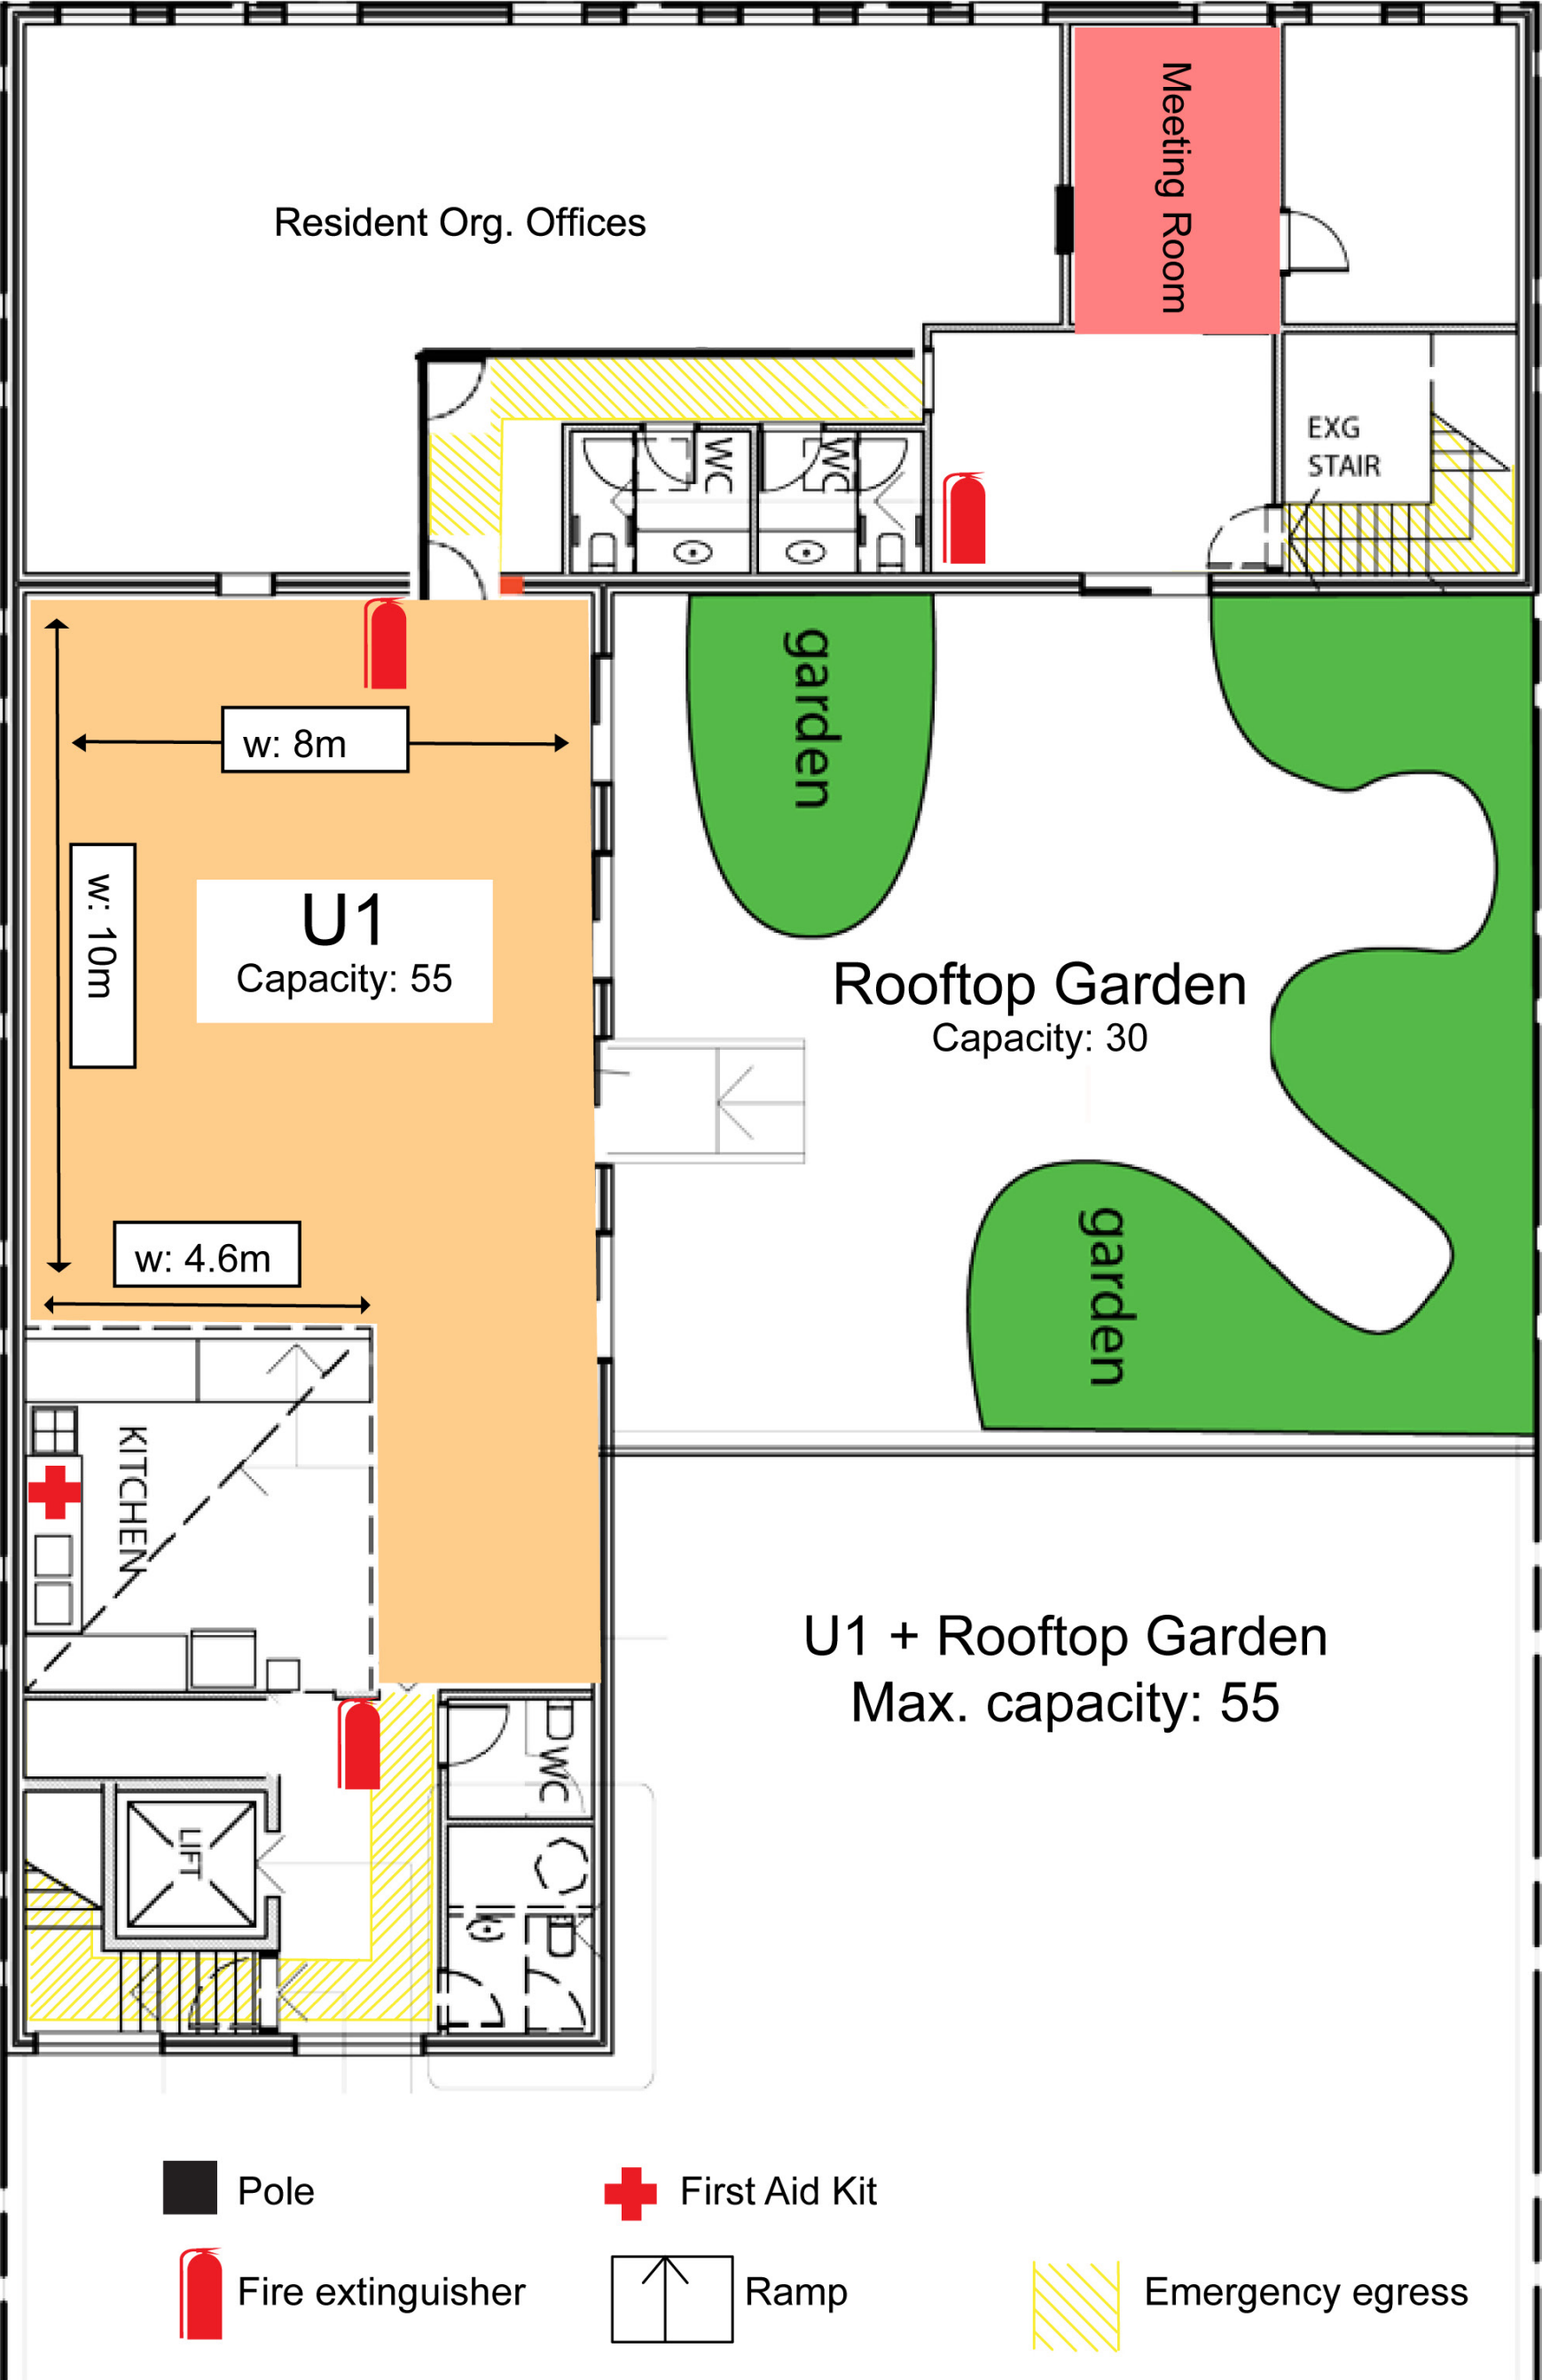 Meeting Room
Resident Org. Offices
EXG
STAIR
WC
WC
garden
w: 8m
w: 10m
U1
Capacity: 55
Rooftop Garden
Capacity: 30
garden
w: 4.6m
KITCHEN
U1 + Rooftop Garden
Max. capacity: 55
WC
LIFT
Pole
First Aid Kit
Fire extinguisher
Ramp
Emergency egress